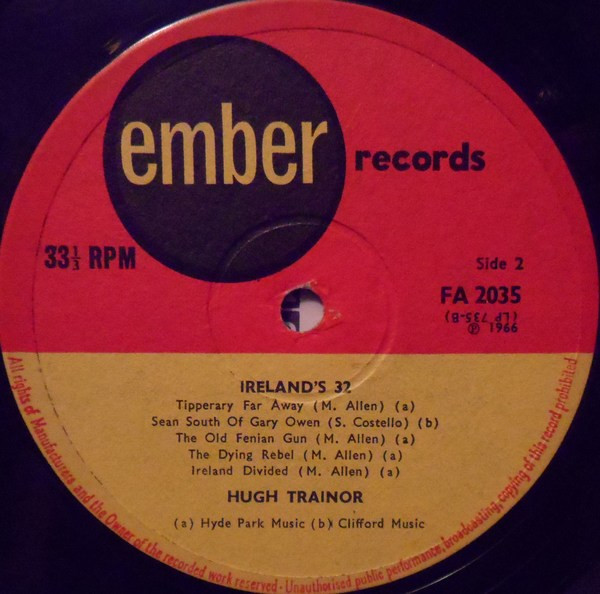 ember records
33⅓ RPM
Side 2
FA 2035
(LP 735-B)
℗ 1966
IRELAND'S 32
Tipperary Far Away (M. Allen) (a)
Sean South Of Gary Owen (S. Costello) (b)
The Old Fenian Gun (M. Allen) (a)
The Dying Rebel (M. Allen) (a)
Ireland Divided (M. Allen) (a)
HUGH TRAINOR
(a) Hyde Park Music (b) Clifford Music
All rights of Manufacturers and the Owner of the recorded work reserved - Unauthorised public performance, broadcasting, copying of this record prohibited